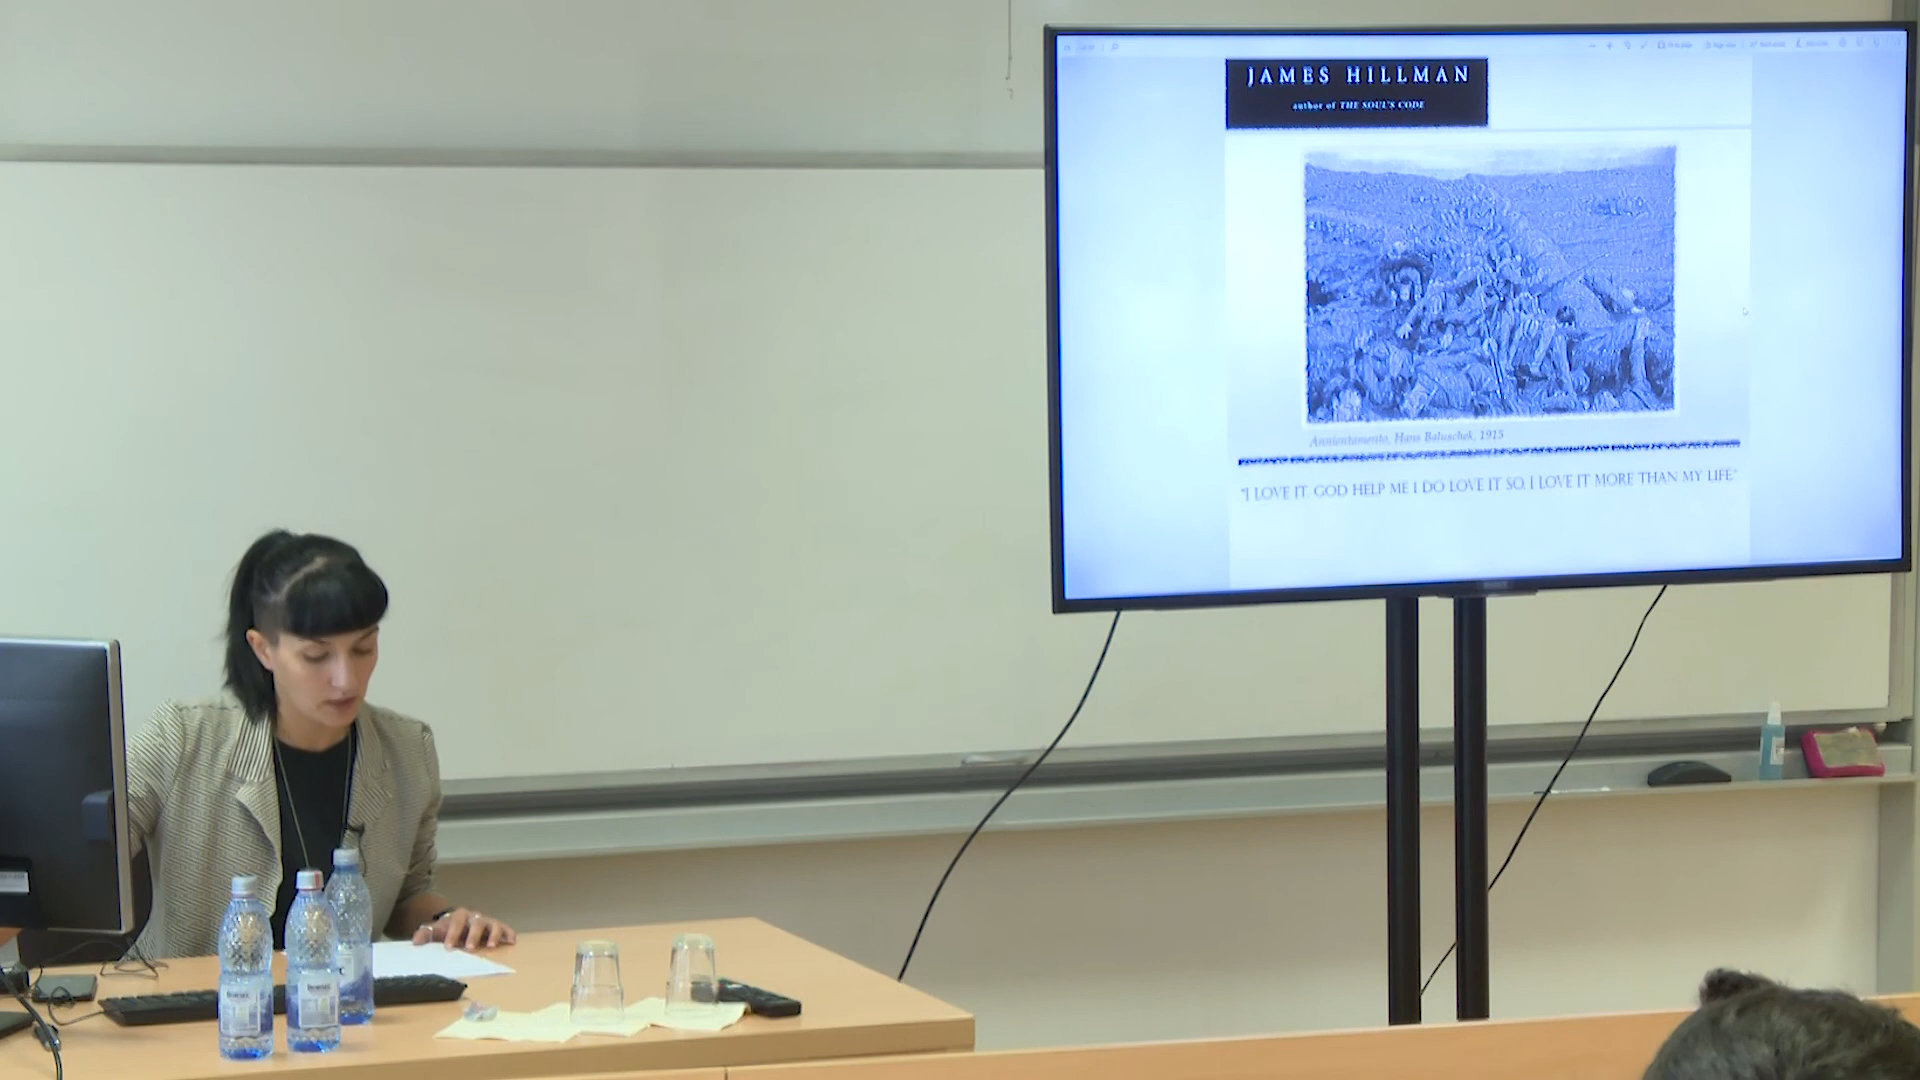 JAMES HILLMAN
author of THE SOUL'S CODE
Annientamento, Hans Baluschek, 1915
"I LOVE IT. GOD HELP ME I DO LOVE IT SO. I LOVE IT MORE THAN MY LIFE."